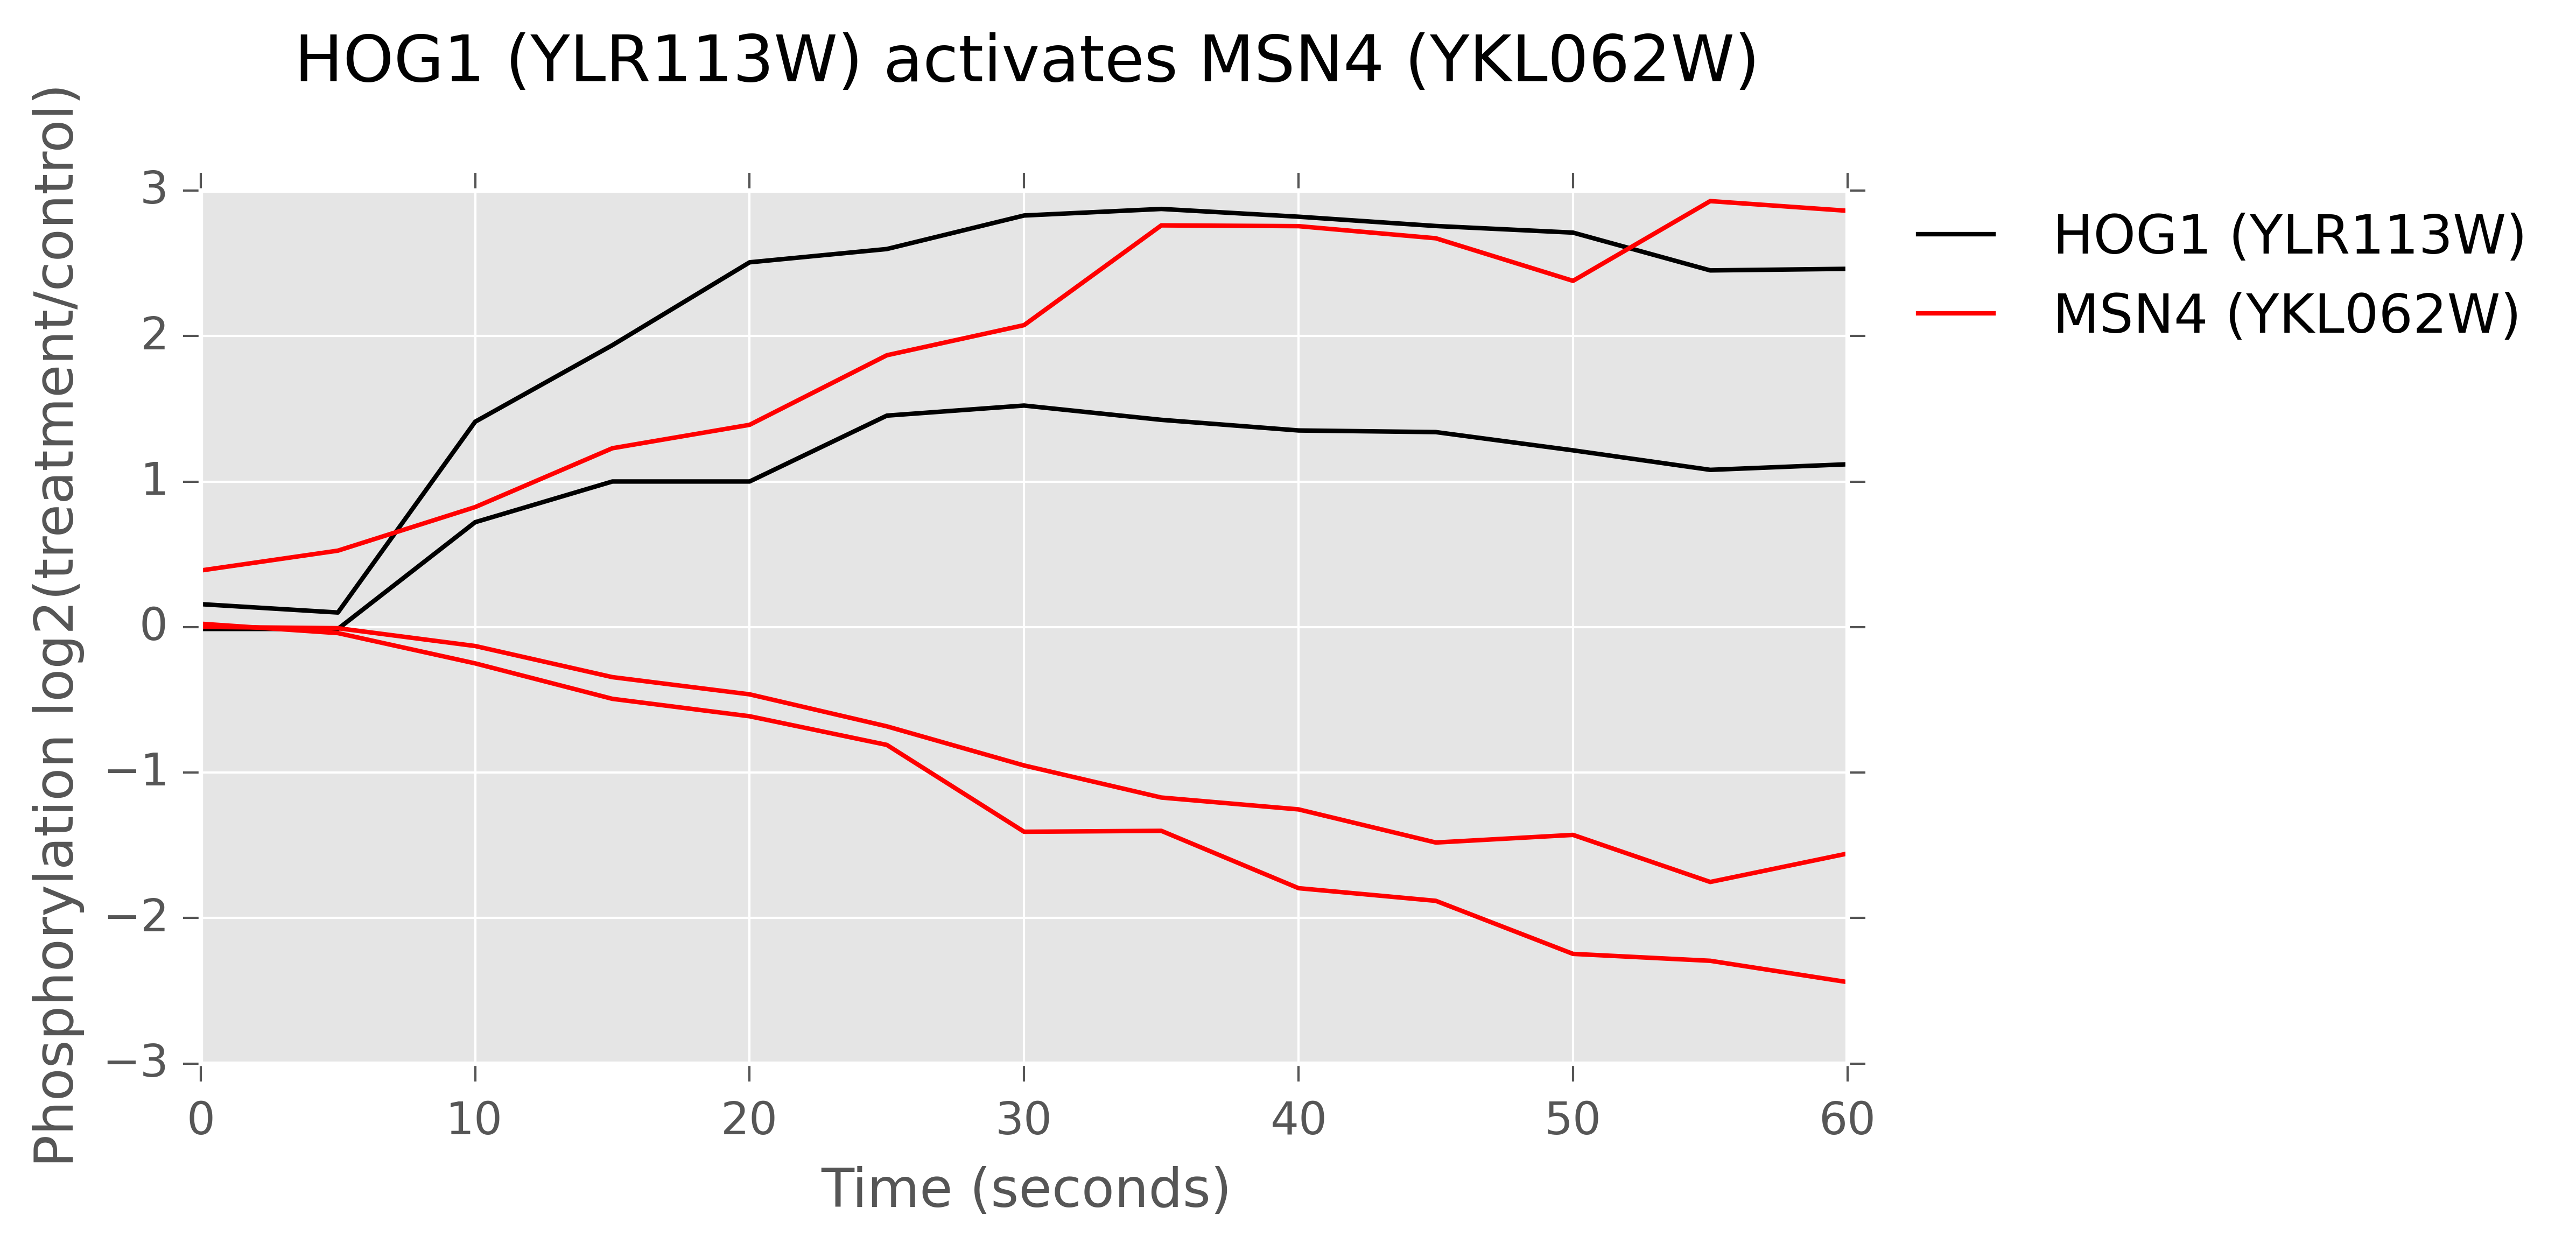 HOG1 (YLR113W) activates MSN4 (YKL062W)
Phosphorylation log2(treatment/control)
3
2
1
0
−1
−2
−3
0 10 20 30 40 50 60
Time (seconds)
HOG1 (YLR113W)
MSN4 (YKL062W)